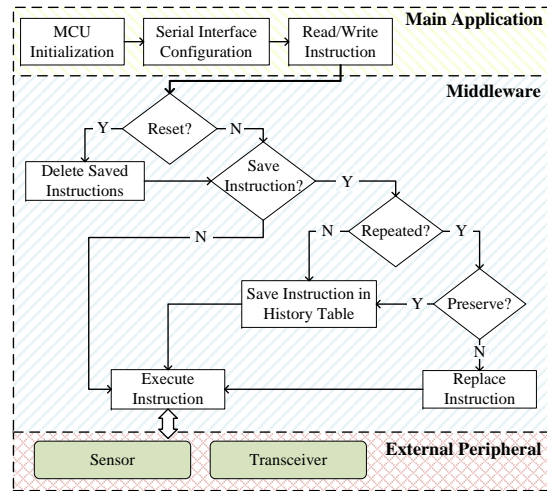 Main Application
MCU
Initialization
Serial Interface
Configuration
Read/Write
Instruction
Middleware
Reset?
Y
N
Delete Saved
Instructions
Save
Instruction?
Y
N
Repeated?
N
Y
Save Instruction in
History Table
Preserve?
Y
N
Execute
Instruction
Replace
Instruction
External Peripheral
Sensor
Transceiver